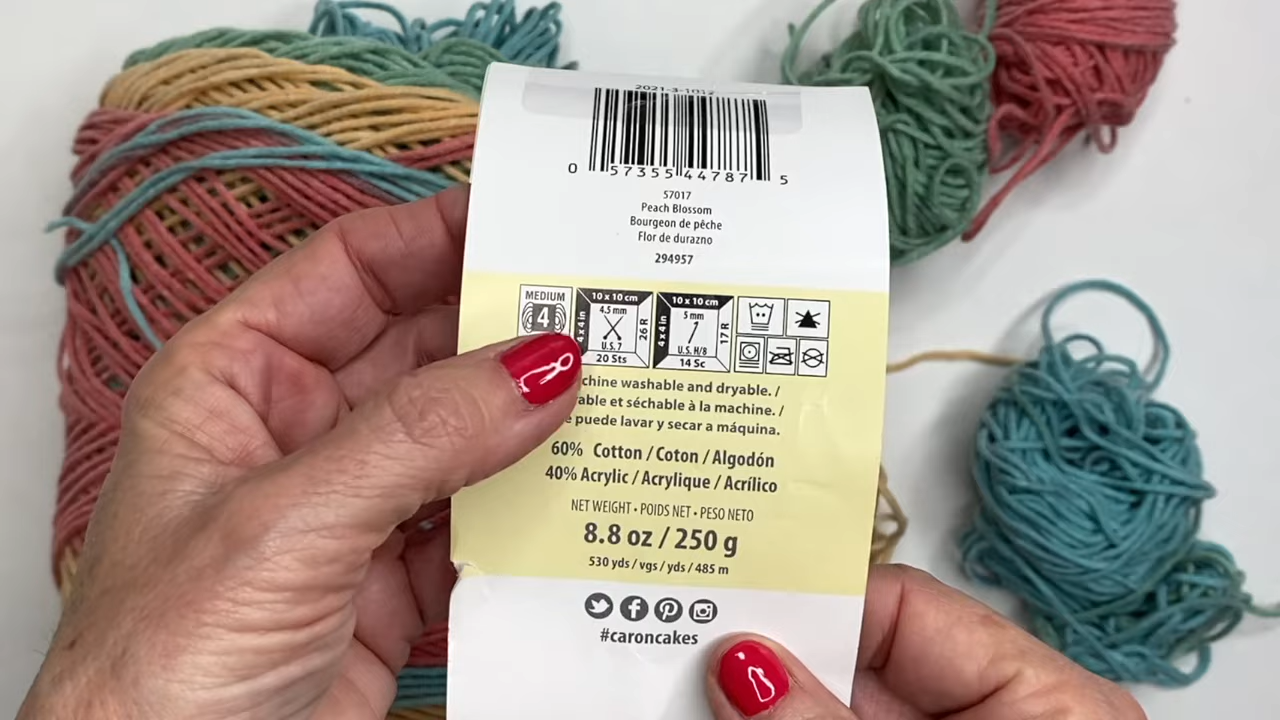 2021-3-1012
0 57355 44787 5
57017
Peach Blossom
Bourgeon de pêche
Flor de durazno
294957
MEDIUM
4
10 x 10 cm
4 x 4 in
4.5 mm
U.S. 7
26 R
20 Sts
10 x 10 cm
4 x 4 in
5 mm
U.S. H/8
17 R
14 Sc
chine washable and dryable. /
able et séchable à la machine. /
e puede lavar y secar a máquina.
60% Cotton / Coton / Algodón
40% Acrylic / Acrylique / Acrílico
NET WEIGHT • POIDS NET • PESO NETO
8.8 oz / 250 g
530 yds / vgs / yds / 485 m
#caroncakes